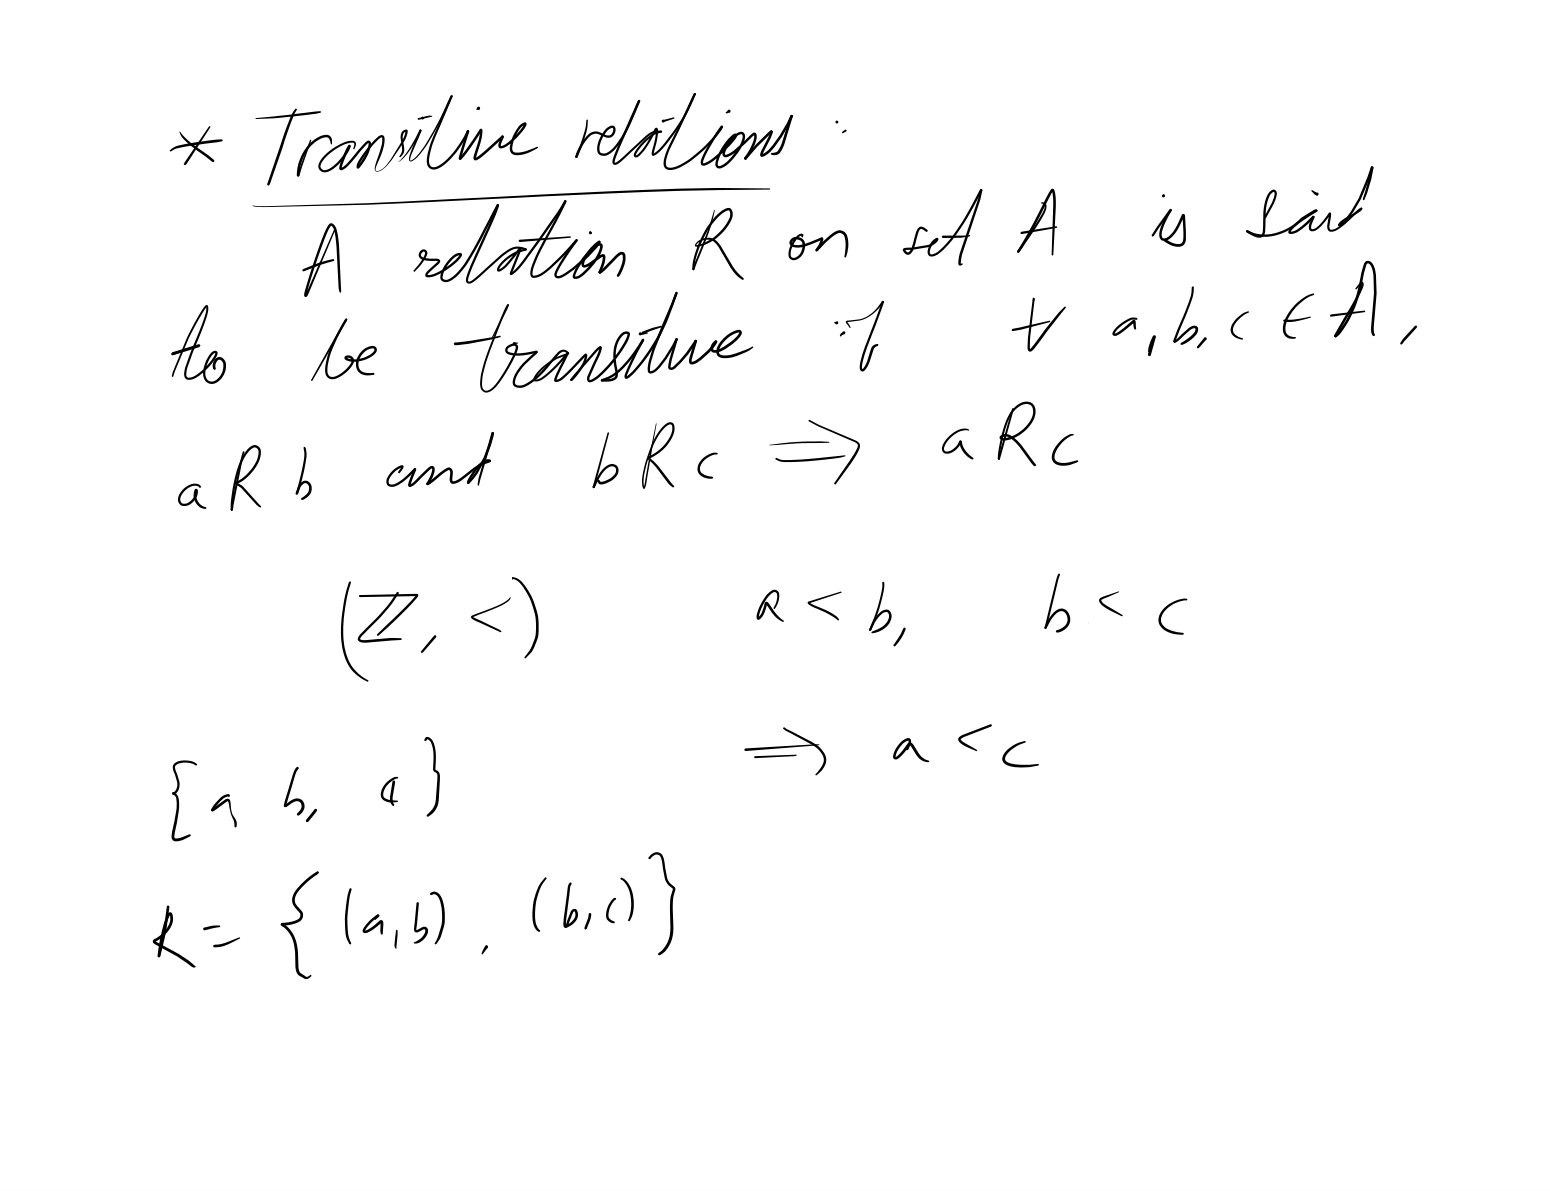 * Transitive relations :
A relation R on set A is said
to be transitive if ∀ a, b, c ∈ A,
a R b and b R c ⟹ a R c
(ℤ, <) a < b, b < c
⟹ a < c
{a, b, c}
R = {(a,b), (b,c)}